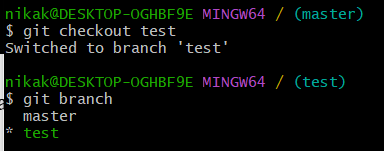 nikak@DESKTOP-OGHBF9E MINGW64 / (master)
$ git checkout test
Switched to branch 'test'
nikak@DESKTOP-OGHBF9E MINGW64 / (test)
$ git branch
  master
* test